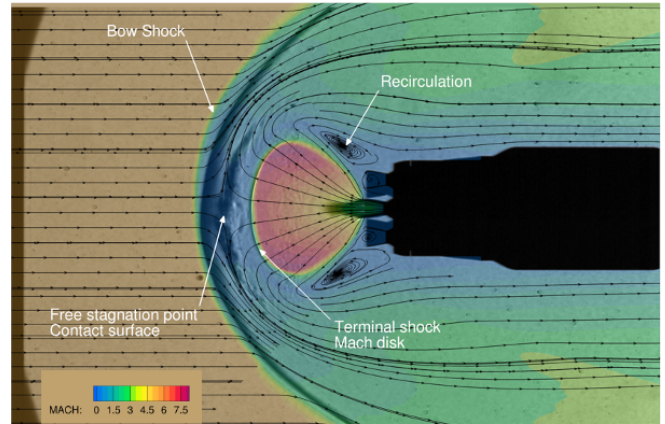 Bow Shock
Recirculation
Free stagnation point
Contact surface
Terminal shock
Mach disk
MACH: 0 1.5 3 4.5 6 7.5